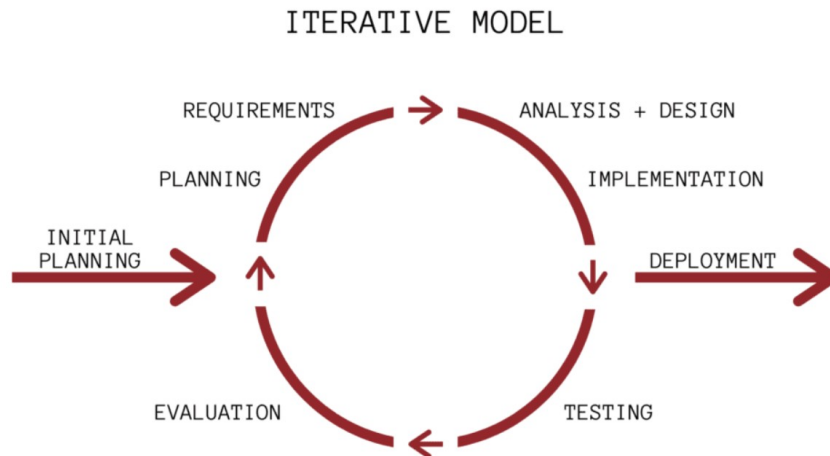 ITERATIVE MODEL
REQUIREMENTS
ANALYSIS + DESIGN
PLANNING
IMPLEMENTATION
INITIAL
PLANNING
DEPLOYMENT
EVALUATION
TESTING